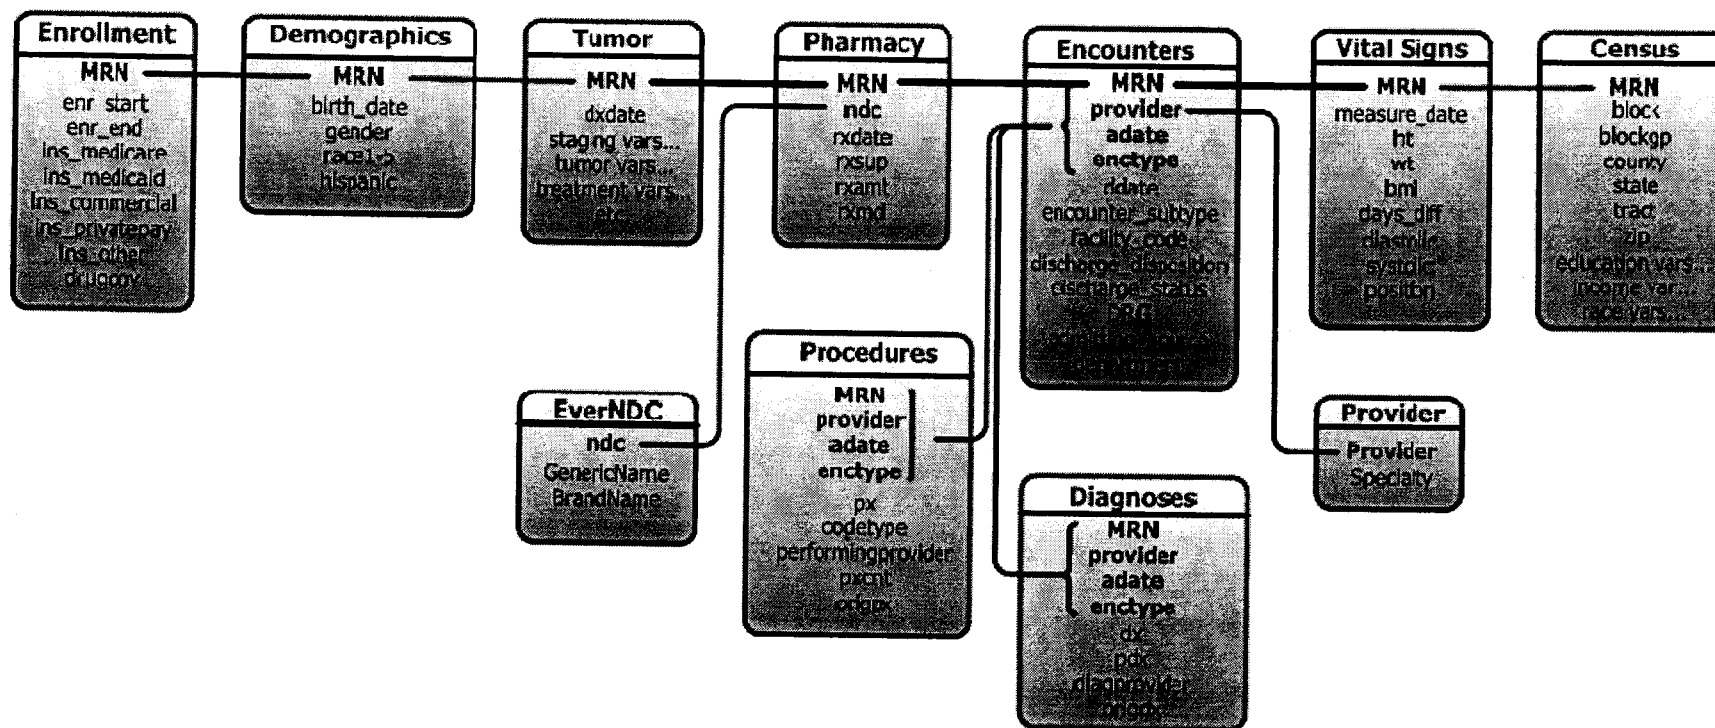 Enrollment
MRN
enr_start
enr_end
ins_medicare
ins_medicaid
ins_commercial
ins_privatepay
ins_other
drugcov
Demographics
MRN
birth_date
gender
race1-5
hispanic
Tumor
MRN
dxdate
staging vars...
tumor vars...
treatment vars...
etc.
Pharmacy
MRN
ndc
rxdate
rxsup
rxamt
rxmd
Encounters
MRN
provider
adate
enctype
ddate
encounter_subtype
facility_code
discharge_disposition
discharge_status
DRG
Vital Signs
MRN
measure_date
ht
wt
bmi
days_diff
diastolic
systolic
position
Census
MRN
block
blockgp
county
state
tract
zip
education vars...
income var...
race vars...
EverNDC
ndc
GenericName
BrandName
Procedures
MRN
provider
adate
enctype
px
codetype
performingprovider
pxcnt
origpx
Diagnoses
MRN
provider
adate
enctype
dx
pdx
diagprovider
origdx
Provider
Provider
Specialty